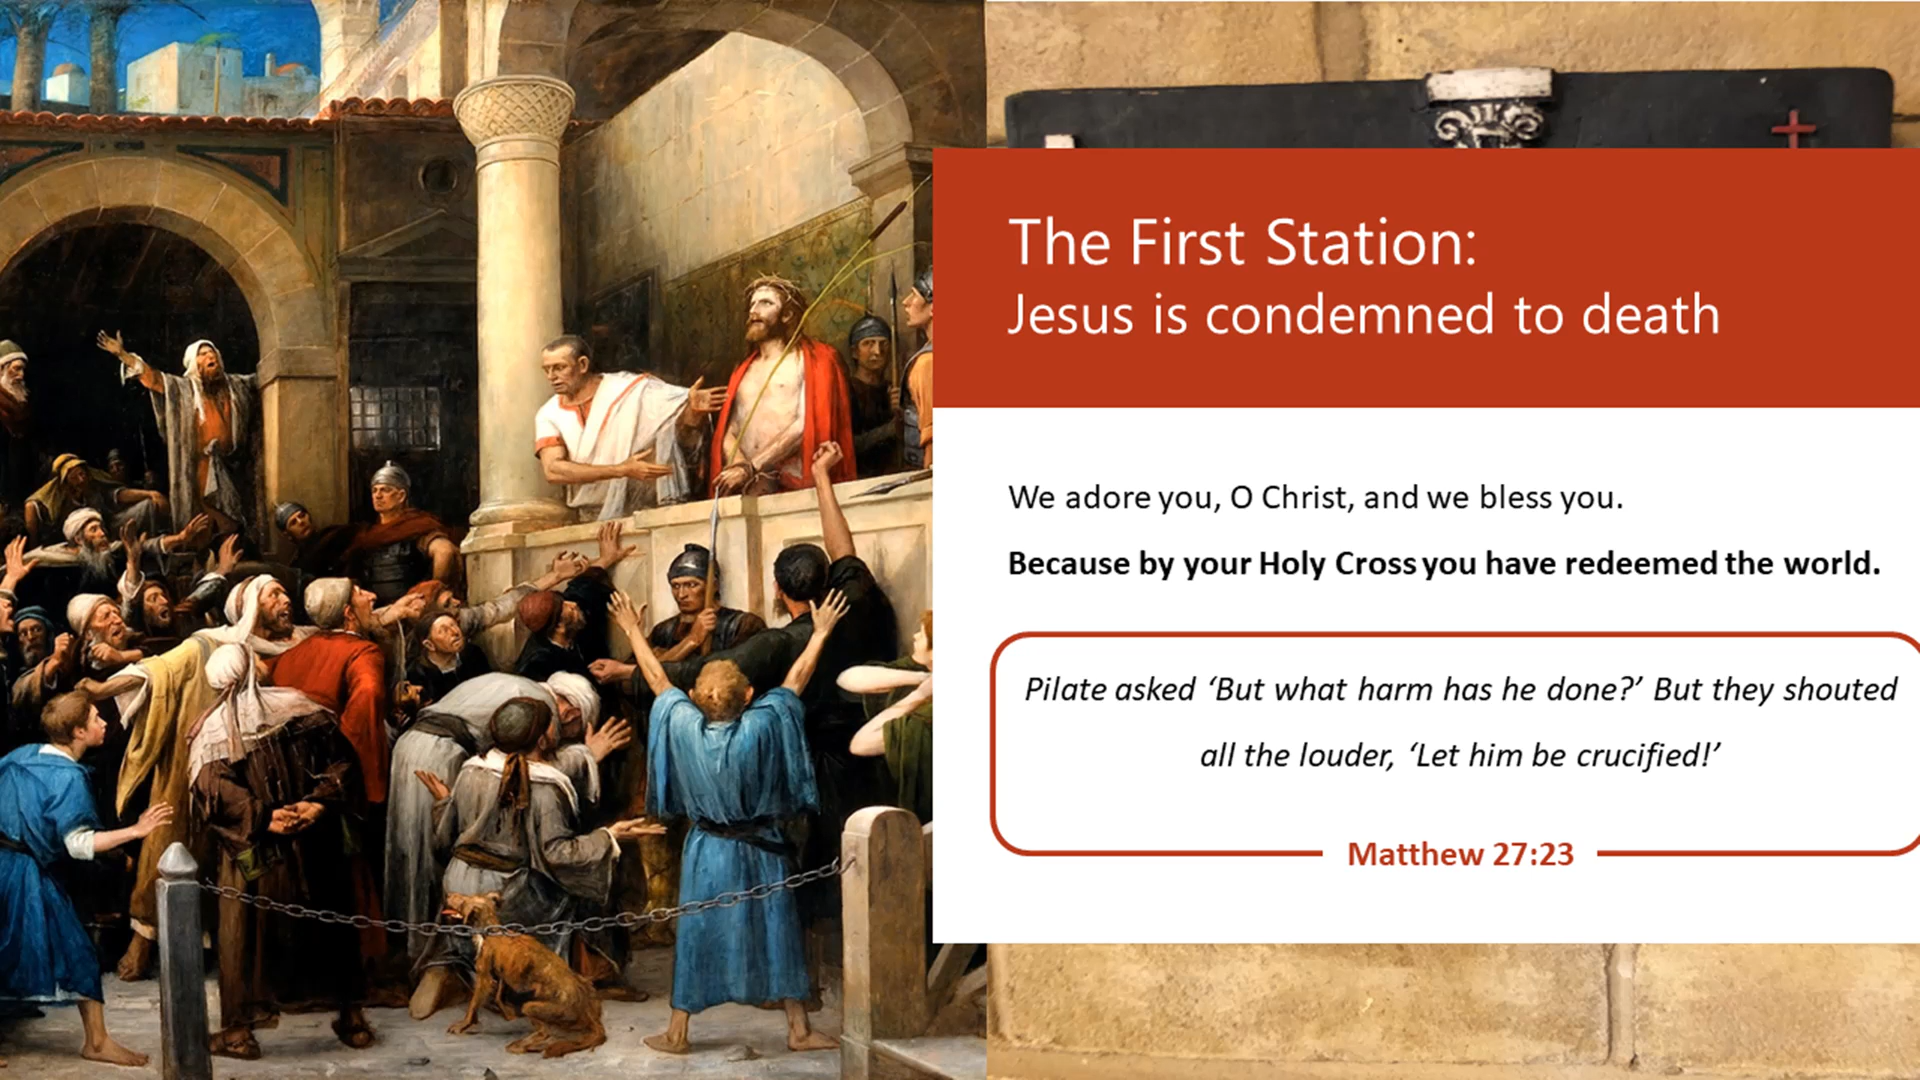 The First Station:
Jesus is condemned to death
We adore you, O Christ, and we bless you.
Because by your Holy Cross you have redeemed the world.
Pilate asked ‘But what harm has he done?’ But they shouted
all the louder, ‘Let him be crucified!’
Matthew 27:23